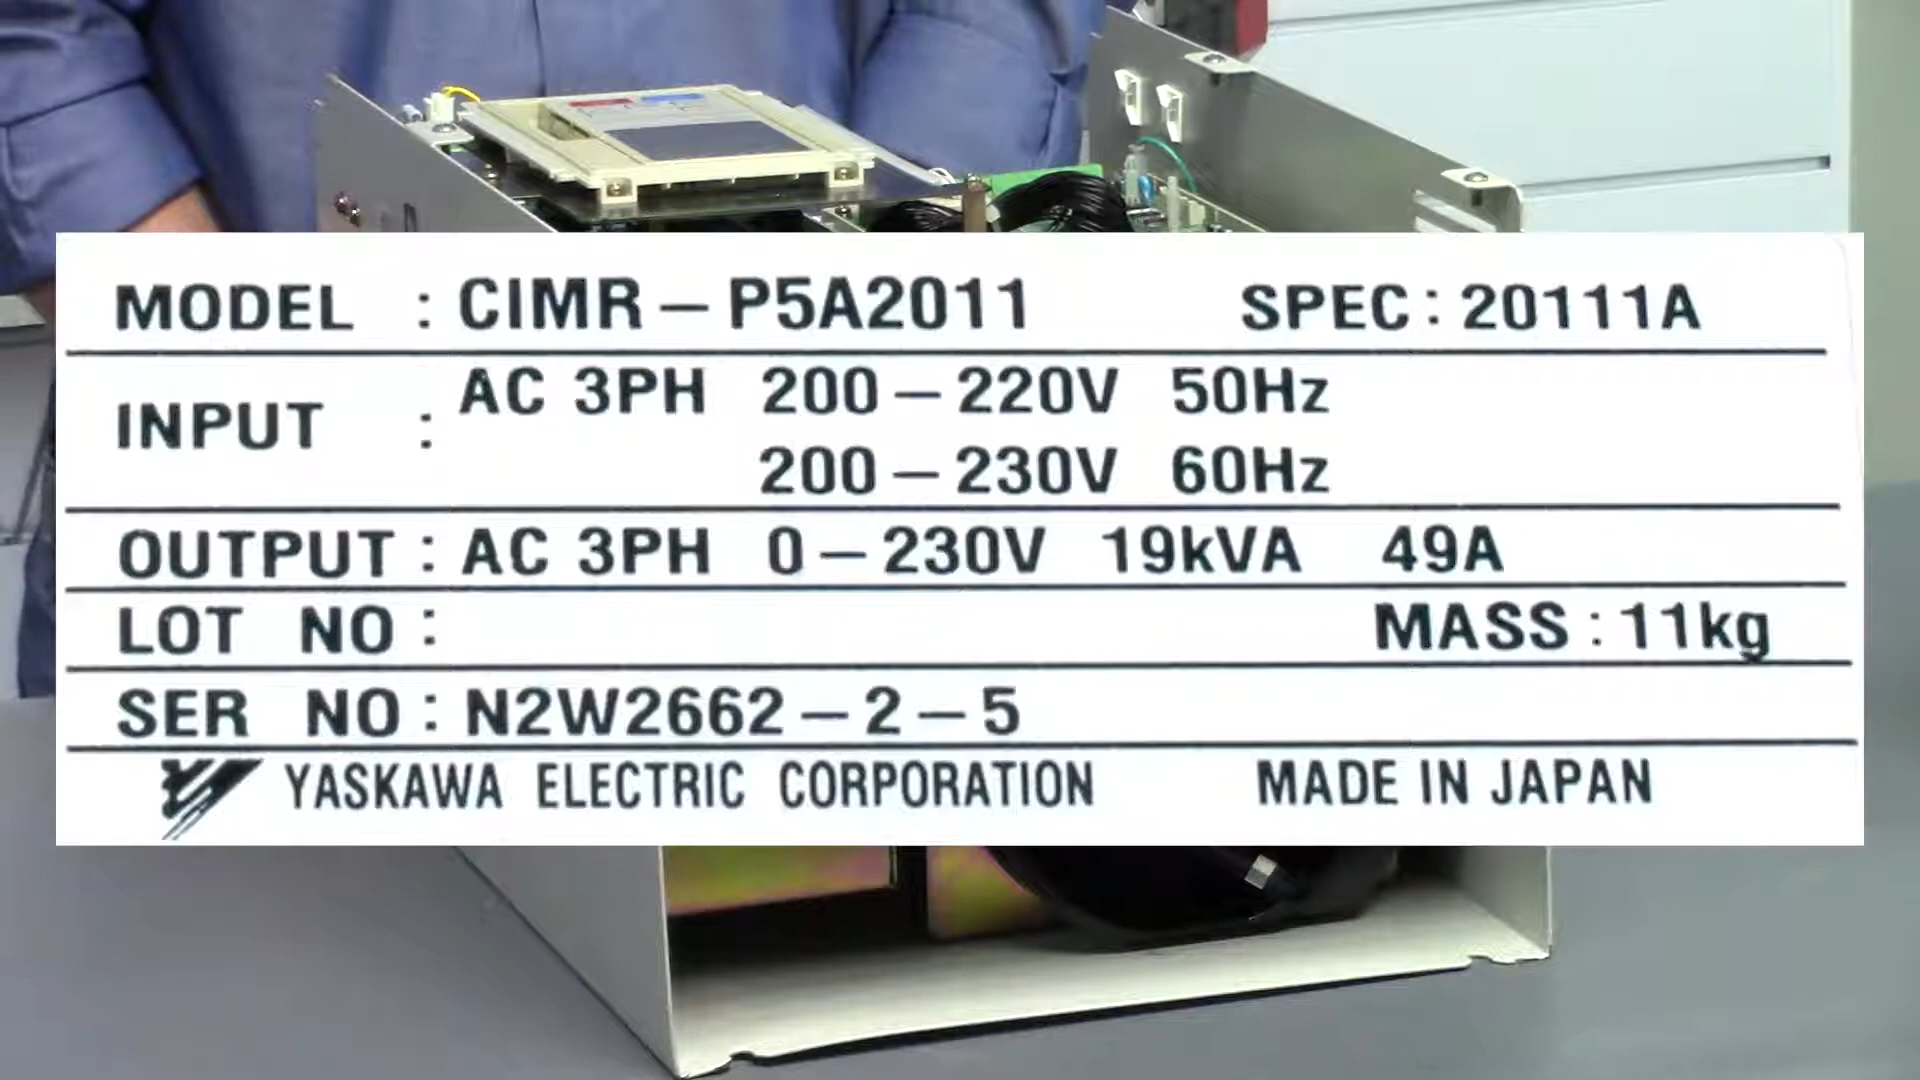 MODEL : CIMR-P5A2011 SPEC: 20111A
INPUT : AC 3PH 200-220V 50Hz
200-230V 60Hz
OUTPUT : AC 3PH 0-230V 19kVA 49A
LOT NO : MASS : 11kg
SER NO : N2W2662-2-5
YASKAWA ELECTRIC CORPORATION MADE IN JAPAN